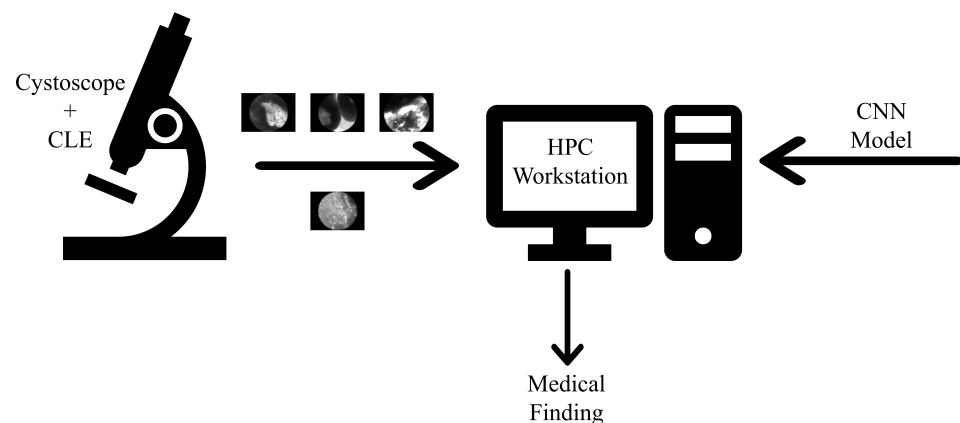 Cystoscope
+
CLE
HPC
Workstation
CNN
Model
Medical
Finding